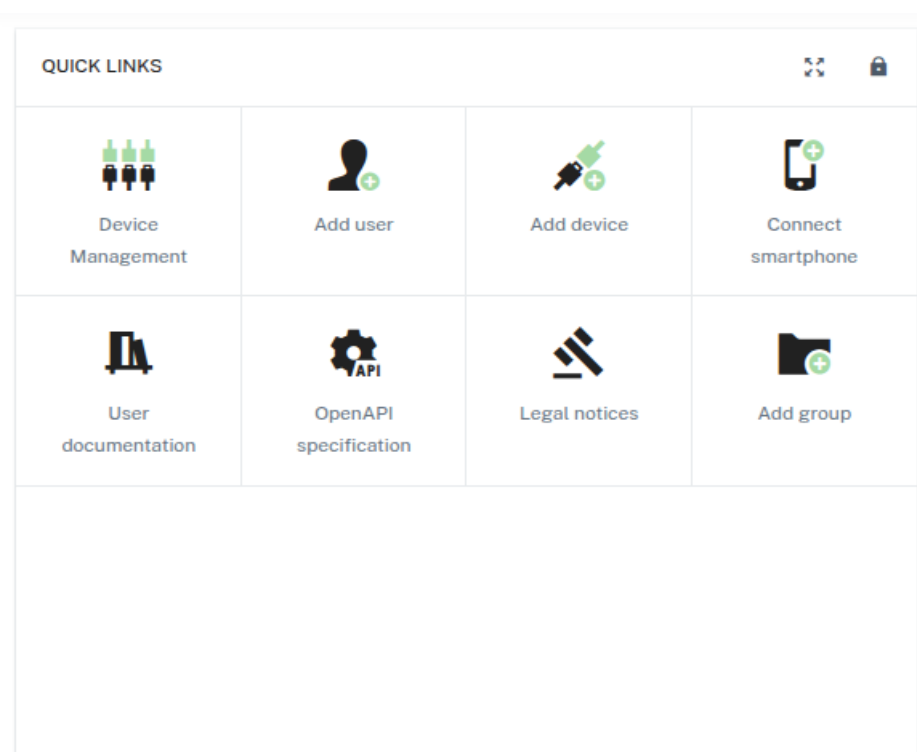 QUICK LINKS
Device
Management
Add user
Add device
Connect
smartphone
User
documentation
API
OpenAPI
specification
Legal notices
Add group